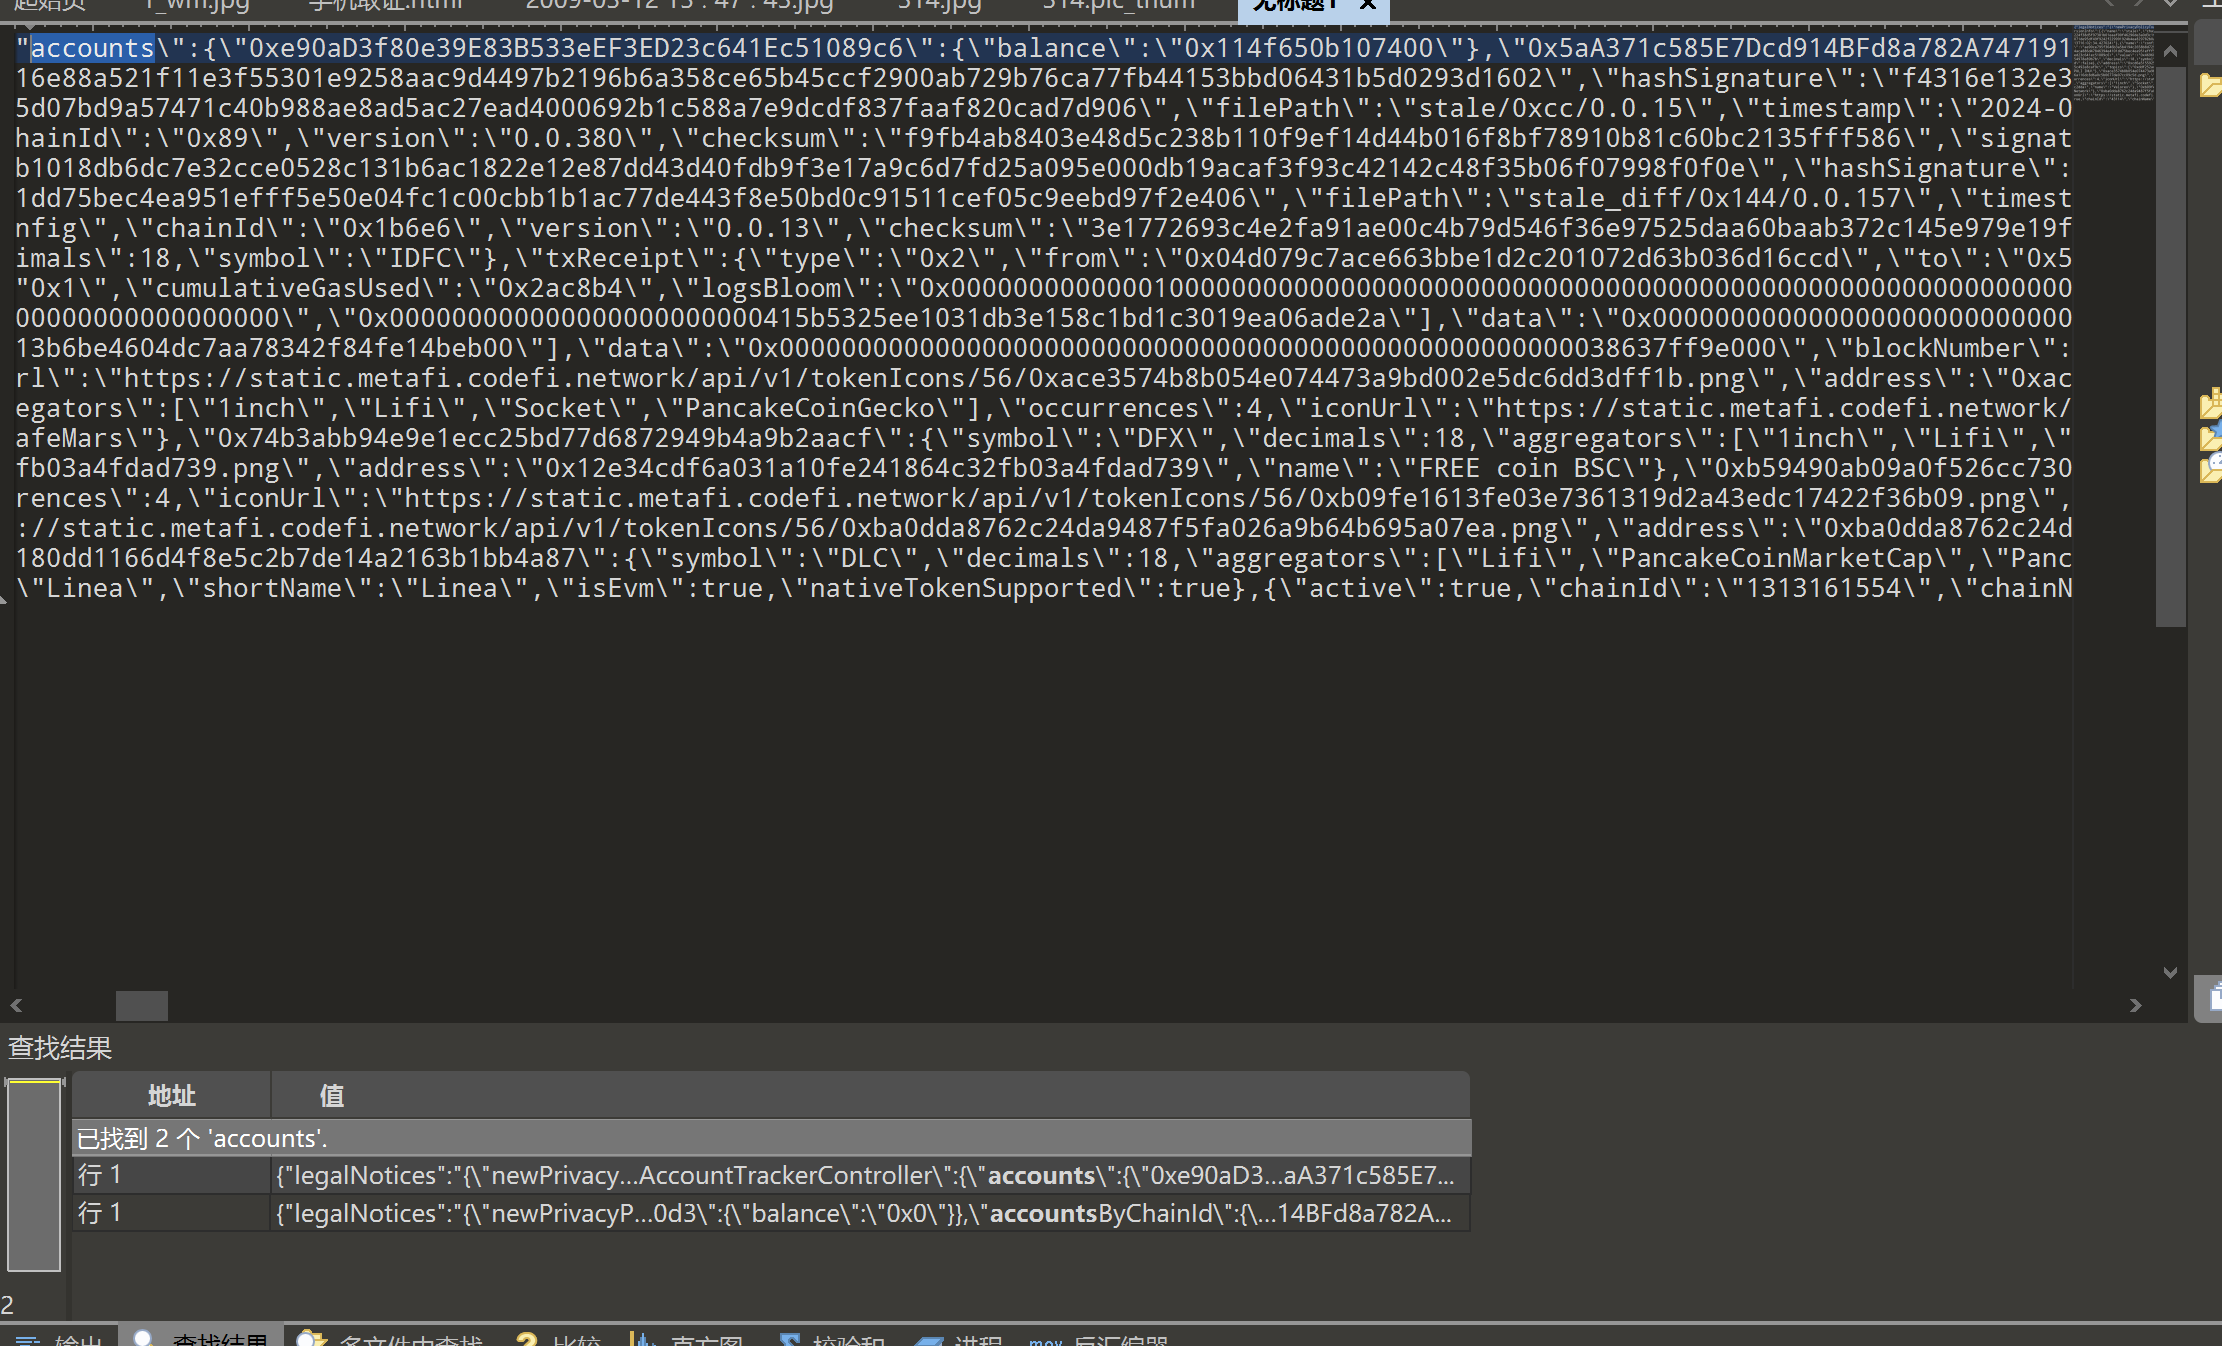 起始页 1_wm.jpg 手机取证.html 2009-03-12 13 : 47 : 43.jpg 314.jpg 314.pic_thum 无标题1
"accounts\":{\"0xe90aD3f80e39E83B533eEF3ED23c641Ec51089c6\":{\"balance\":\"0x114f650b107400\"},\"0x5aA371c585E7Dcd914BFd8a782A747191
16e88a521f11e3f55301e9258aac9d4497b2196b6a358ce65b45ccf2900ab729b76ca77fb44153bbd06431b5d0293d1602\",\"hashSignature\":\"f4316e132e3
5d07bd9a57471c40b988ae8ad5ac27ead4000692b1c588a7e9dcdf837faaf820cad7d906\",\"filePath\":\"stale/0xcc/0.0.15\",\"timestamp\":\"2024-0
hainId\":\"0x89\",\"version\":\"0.0.380\",\"checksum\":\"f9fb4ab8403e48d5c238b110f9ef14d44b016f8bf78910b81c60bc2135fff586\",\"signat
b1018db6dc7e32cce0528c131b6ac1822e12e87dd43d40fdb9f3e17a9c6d7fd25a095e000db19acaf3f93c42142c48f35b06f07998f0f0e\",\"hashSignature\":
1dd75bec4ea951efff5e50e04fc1c00cbb1b1ac77de443f8e50bd0c91511cef05c9eebd97f2e406\",\"filePath\":\"stale_diff/0x144/0.0.157\",\"timest
nfig\",\"chainId\":\"0x1b6e6\",\"version\":\"0.0.13\",\"checksum\":\"3e1772693c4e2fa91ae00c4b79d546f36e97525daa60baab372c145e979e19f
imals\":18,\"symbol\":\"IDFC\"},\"txReceipt\":{\"type\":\"0x2\",\"from\":\"0x04d079c7ace663bbe1d2c201072d63b036d16ccd\",\"to\":\"0x5
"0x1\",\"cumulativeGasUsed\":\"0x2ac8b4\",\"logsBloom\":\"0x00000000000001000000000000000000000000000000000000000000000000000000000
00000000000000000\",\"0x000000000000000000000000415b5325ee1031db3e158c1bd1c3019ea06ade2a\"],\"data\":\"0x000000000000000000000000000
13b6be4604dc7aa78342f84fe14beb00\"],\"data\":\"0x00000000000000000000000000000000000000000000000000038637ff9e000\",\"blockNumber\":
rl\":\"https://static.metafi.codefi.network/api/v1/tokenIcons/56/0xace3574b8b054e074473a9bd002e5dc6dd3dff1b.png\",\"address\":\"0xac
egators\":[\"1inch\",\"Lifi\",\"Socket\",\"PancakeCoinGecko\"],\"occurrences\":4,\"iconUrl\":\"https://static.metafi.codefi.network/
afeMars\"},\"0x74b3abb94e9e1ecc25bd77d6872949b4a9b2aacf\":{\"symbol\":\"DFX\",\"decimals\":18,\"aggregators\":[\"1inch\",\"Lifi\",\"
fb03a4fdad739.png\",\"address\":\"0x12e34cdf6a031a10fe241864c32fb03a4fdad739\",\"name\":\"FREE coin BSC\"},\"0xb59490ab09a0f526cc730
rences\":4,\"iconUrl\":\"https://static.metafi.codefi.network/api/v1/tokenIcons/56/0xb09fe1613fe03e7361319d2a43edc17422f36b09.png\",
://static.metafi.codefi.network/api/v1/tokenIcons/56/0xba0dda8762c24da9487f5fa026a9b64b695a07ea.png\",\"address\":\"0xba0dda8762c24d
180dd1166d4f8e5c2b7de14a2163b1bb4a87\":{\"symbol\":\"DLC\",\"decimals\":18,\"aggregators\":[\"Lifi\",\"PancakeCoinMarketCap\",\"Panc
\"Linea\",\"shortName\":\"Linea\",\"isEvm\":true,\"nativeTokenSupported\":true},{\"active\":true,\"chainId\":\"1313161554\",\"chainN
查找结果
地址 值
已找到 2 个 'accounts'.
行 1 {"legalNotices":"{\"newPrivacy...AccountTrackerController\":{\"accounts\":{\"0xe90aD3...aA371c585E7...
行 1 {"legalNotices":"{\"newPrivacyP...0d3\":{\"balance\":\"0x0\"}},\"accountsByChainId\":{\...14BFd8a782A...
2
输出 查找结果 多文件中查找 比较 直方图 校验和 进程 反汇编器